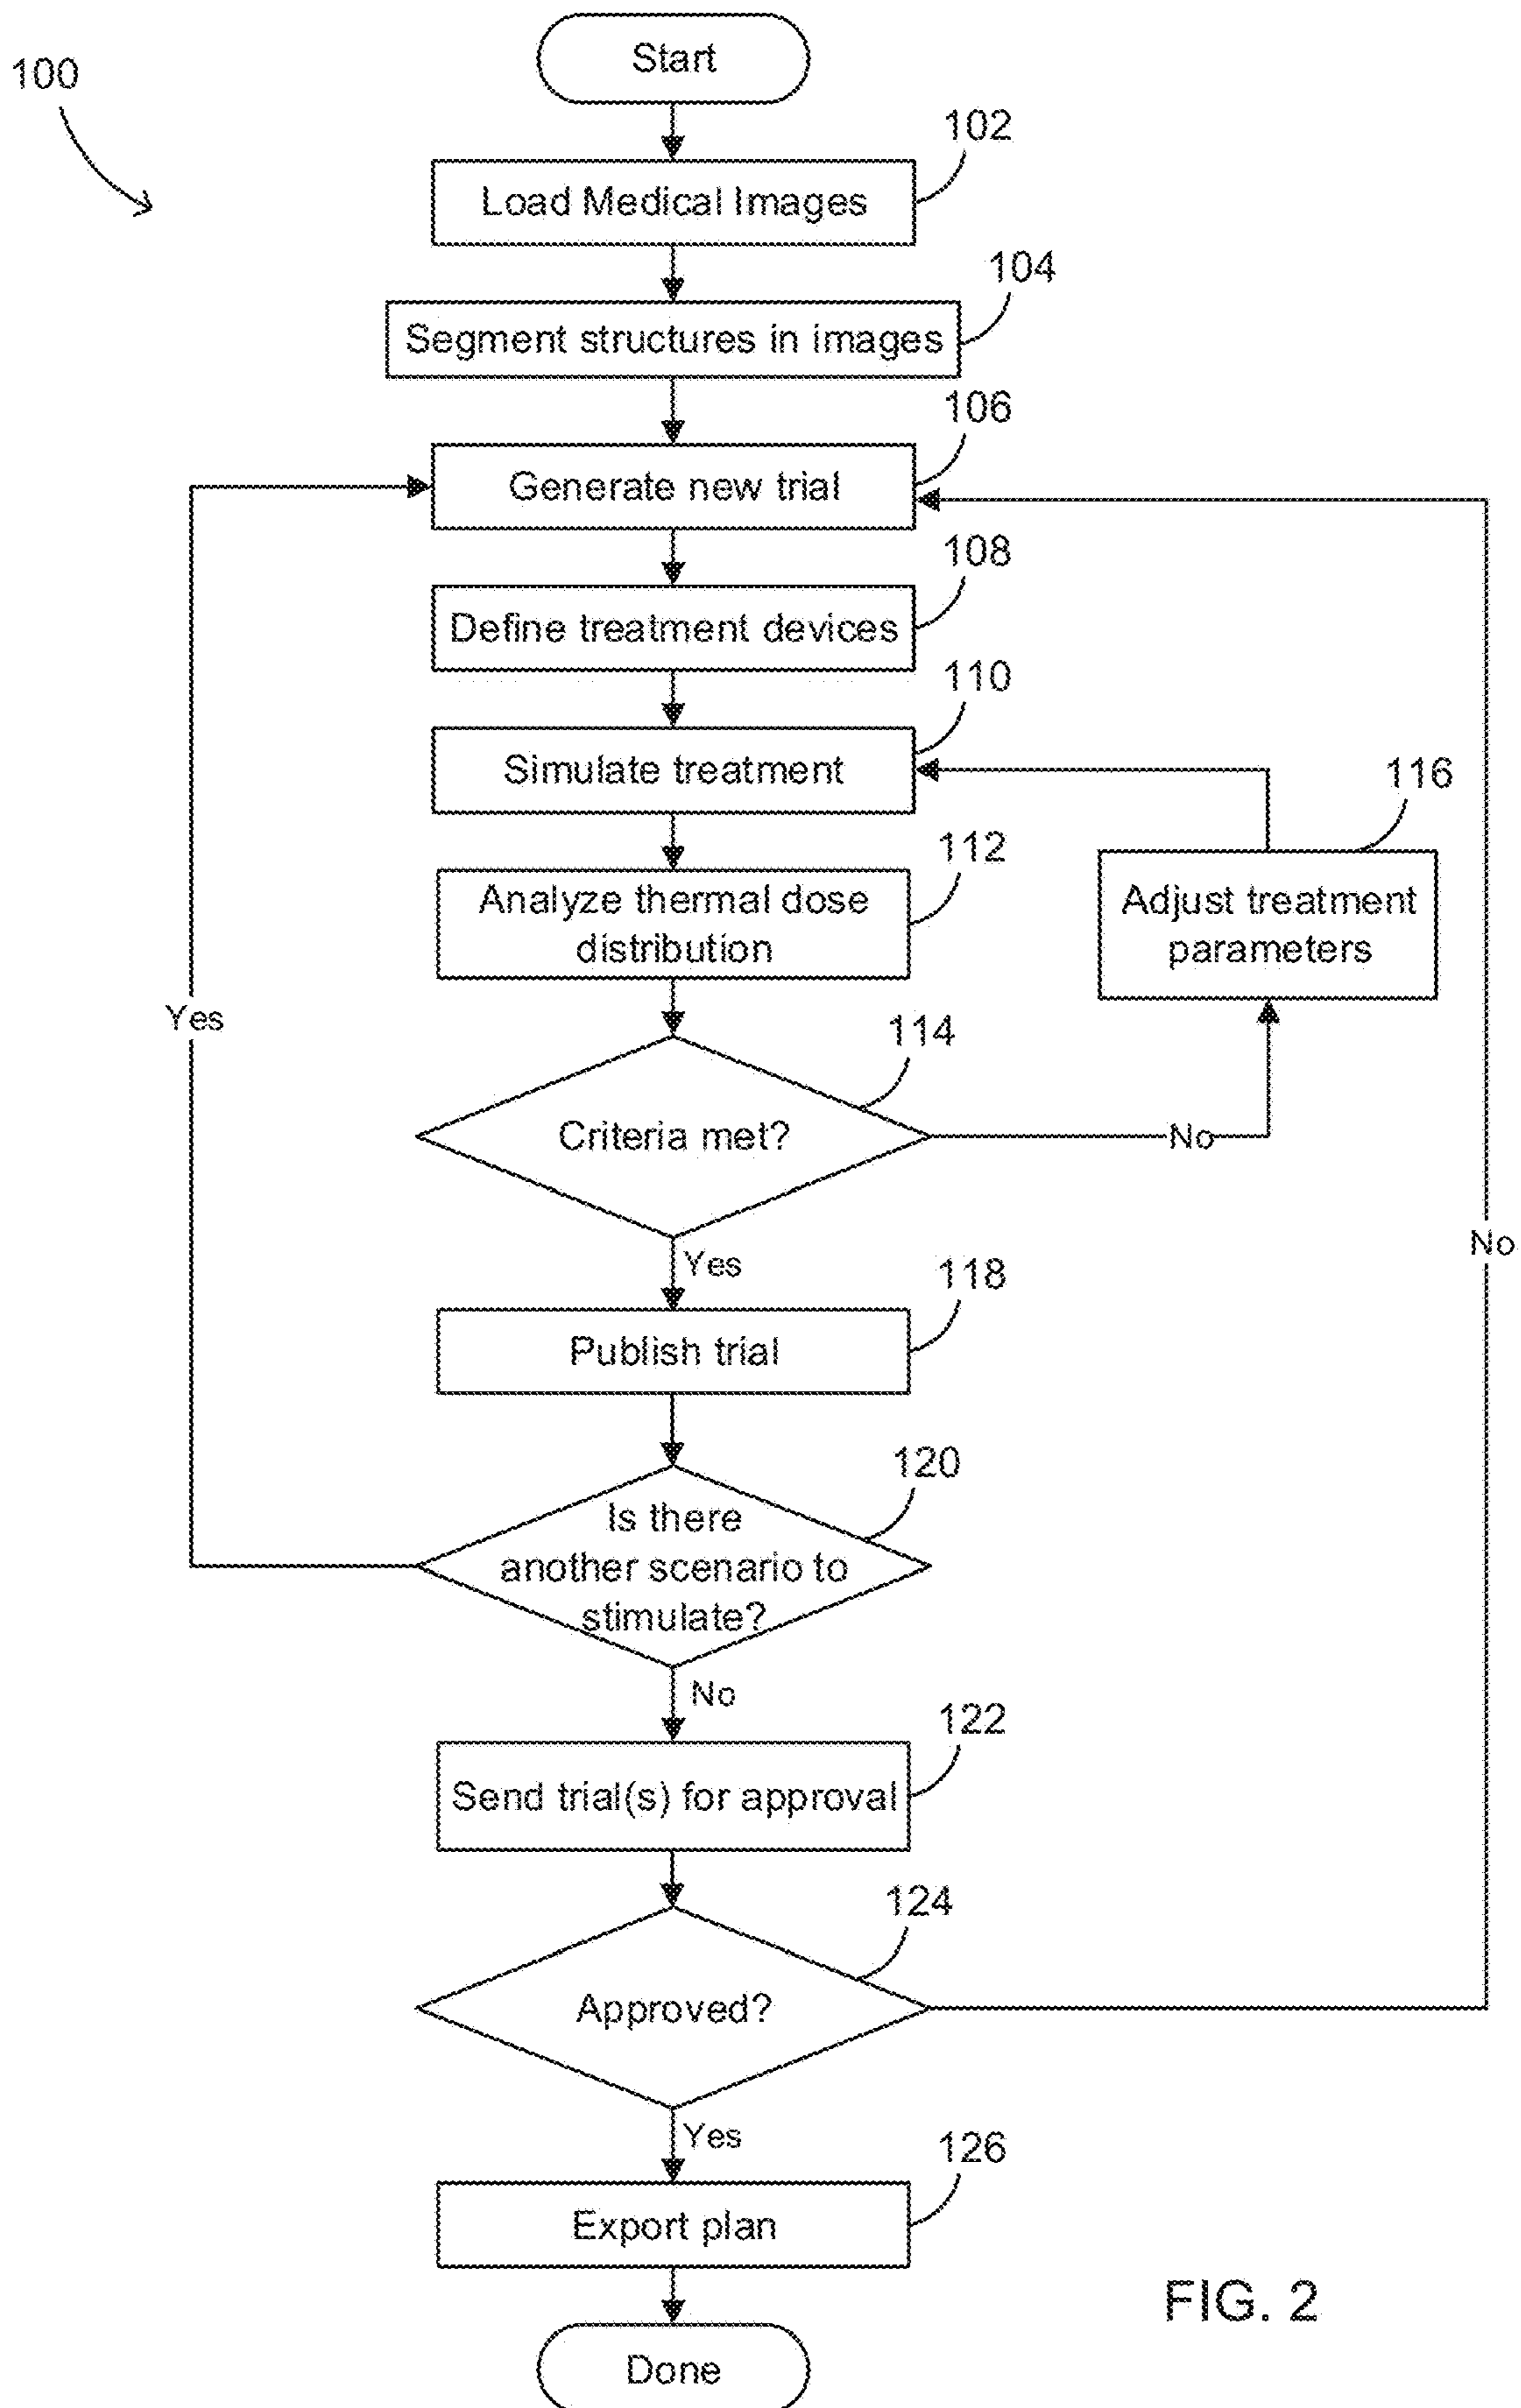 Start
100
102
Load Medical Images
104
Segment structures in images
106
Generate new trial
108
Define treatment devices
110
Simulate treatment
116
112
Analyze thermal dose
distribution
Adjust treatment
parameters
Yes
114
Criteria met?
No
Yes
No
118
Publish trial
120
Is there
another scenario to
stimulate?
No
122
Send trial(s) for approval
124
Approved?
Yes
126
Export plan
FIG. 2
Done